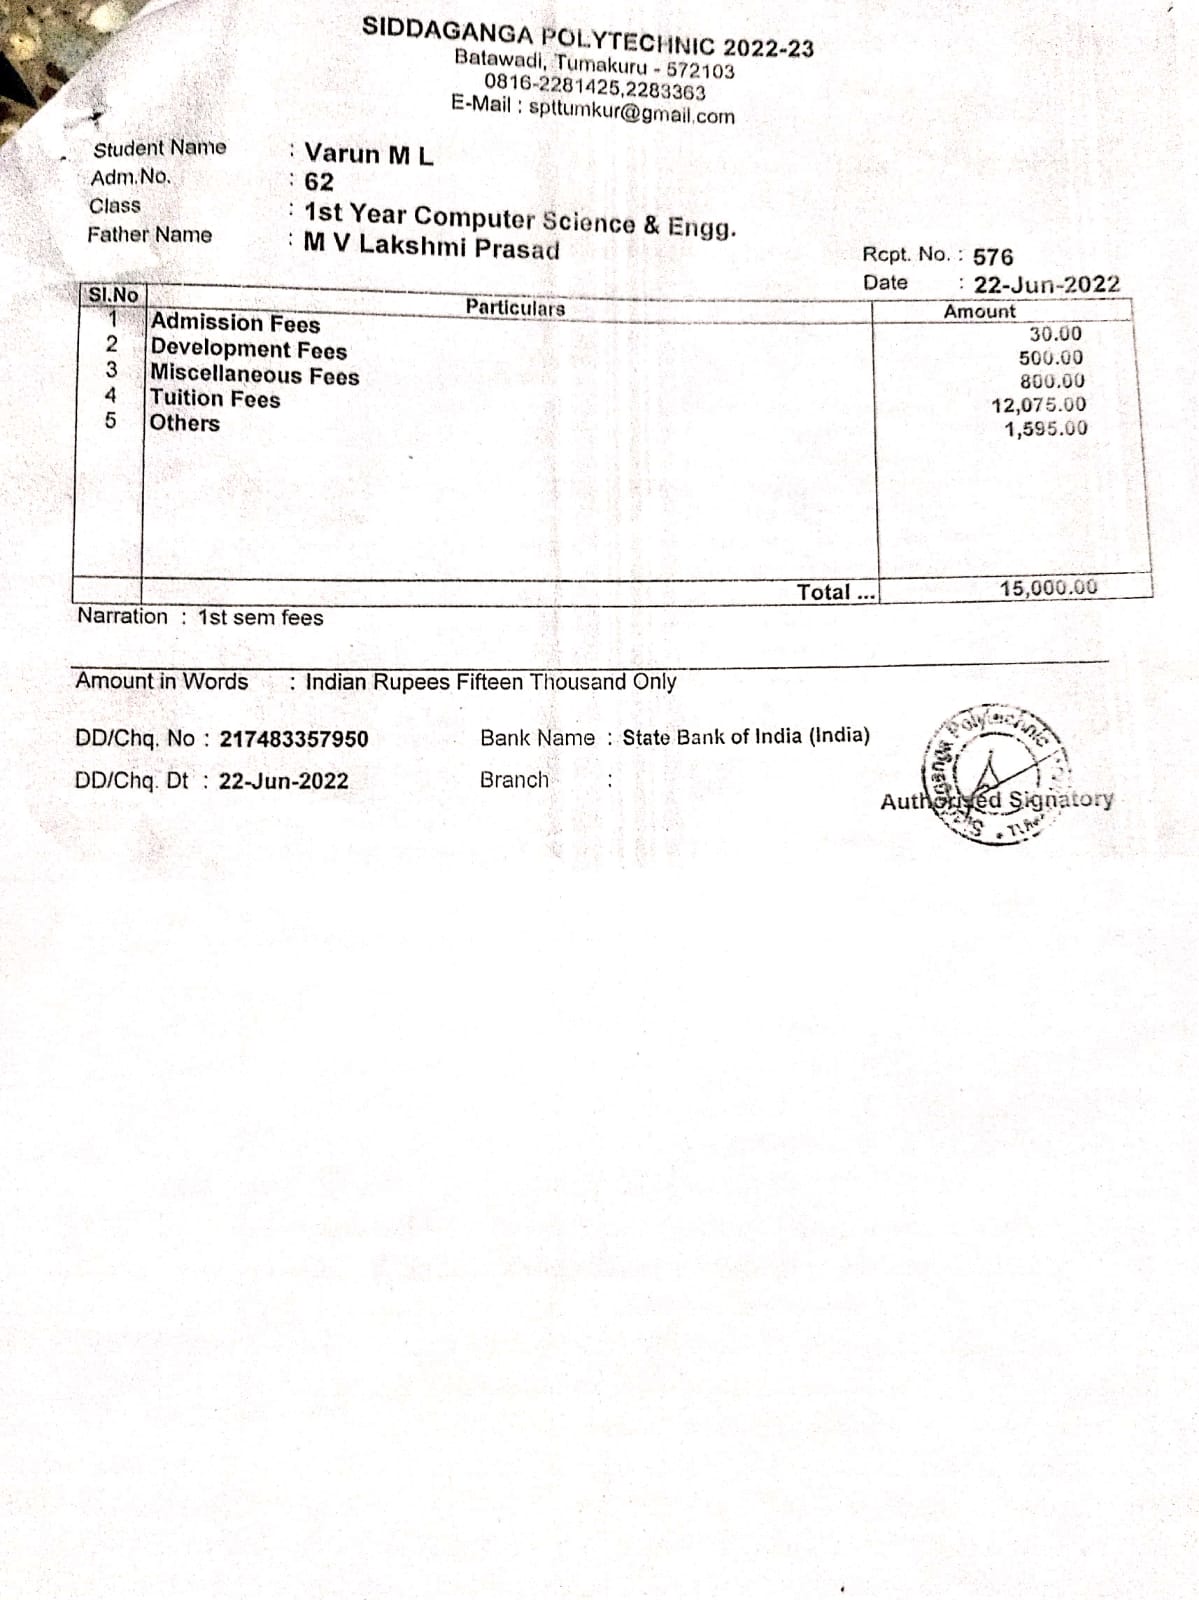 SIDDAGANGA POLYTECHNIC 2022-23
Batawadi, Tumakuru - 572103
0816-2281425,2283363
E-Mail : spttumkur@gmail.com
Student Name : Varun M L
Adm.No. : 62
Class : 1st Year Computer Science & Engg.
Father Name : M V Lakshmi Prasad
Rcpt. No. : 576
Date : 22-Jun-2022
Sl.No Particulars Amount
1 Admission Fees 30.00
2 Development Fees 500.00
3 Miscellaneous Fees 800.00
4 Tuition Fees 12,075.00
5 Others 1,595.00
Total ... 15,000.00
Narration : 1st sem fees
Amount in Words : Indian Rupees Fifteen Thousand Only
DD/Chq. No : 217483357950 Bank Name : State Bank of India (India)
DD/Chq. Dt : 22-Jun-2022 Branch :
Polytechnic
Authorised Signatory